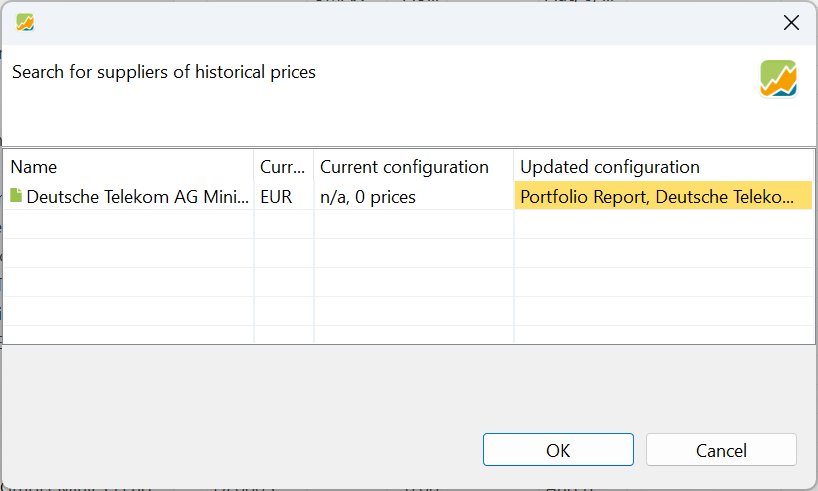 Search for suppliers of historical prices
Name Curr... Current configuration Updated configuration
Deutsche Telekom AG Mini... EUR n/a, 0 prices Portfolio Report, Deutsche Teleko...
OK Cancel